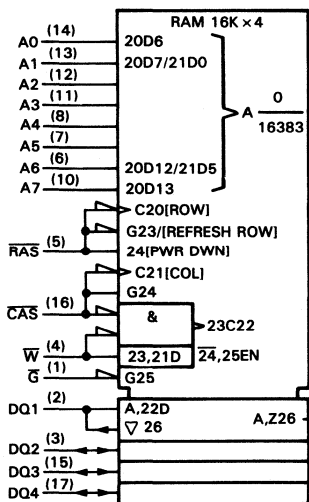 RAM 16K × 4
A0 (14) 20D6
A1 (13) 20D7/21D0
A2 (12)
A3 (11)
A4 (8)
A5 (7)
A6 (6) 20D12/21D5
A7 (10) 20D13
A 0/16383
C20[ROW]
G23/[REFRESH ROW]
R̅A̅S̅ (5) 24[PWR DWN]
C21[COL]
G24
C̅A̅S̅ (16) &
23C22
W̅ (4) 23,21D 2̅4̅,25EN
G̅ (1) G25
DQ1 (2) A,22D
▽ 26 A,Z26
DQ2 (3)
DQ3 (15)
DQ4 (17)